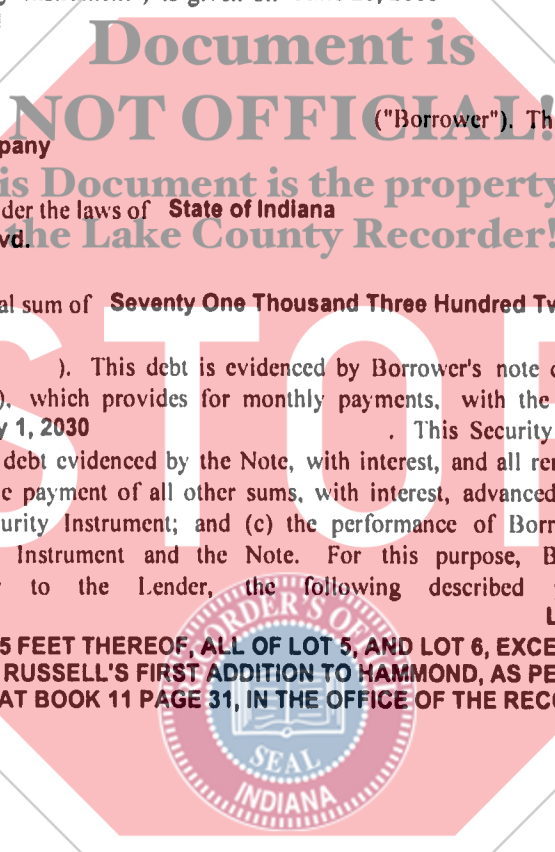 Document is
NOT OFFICIAL!
("Borrower"). Th
pany
is Document is the property
der the laws of State of Indiana
the Lake County Recorder!
vd.
al sum of Seventy One Thousand Three Hundred Tw
STOP
). This debt is evidenced by Borrower's note
), which provides for monthly payments, with the
y 1, 2030 . This Security
debt evidenced by the Note, with interest, and all re
e payment of all other sums, with interest, advanced
urity Instrument; and (c) the performance of Borr
Instrument and the Note. For this purpose, B
to the Lender, the following described
L
5 FEET THEREOF, ALL OF LOT 5, AND LOT 6, EXCE
RUSSELL'S FIRST ADDITION TO HAMMOND, AS PE
AT BOOK 11 PAGE 31, IN THE OFFICE OF THE RECO
RECORDER'S OFFICE
SEAL
INDIANA